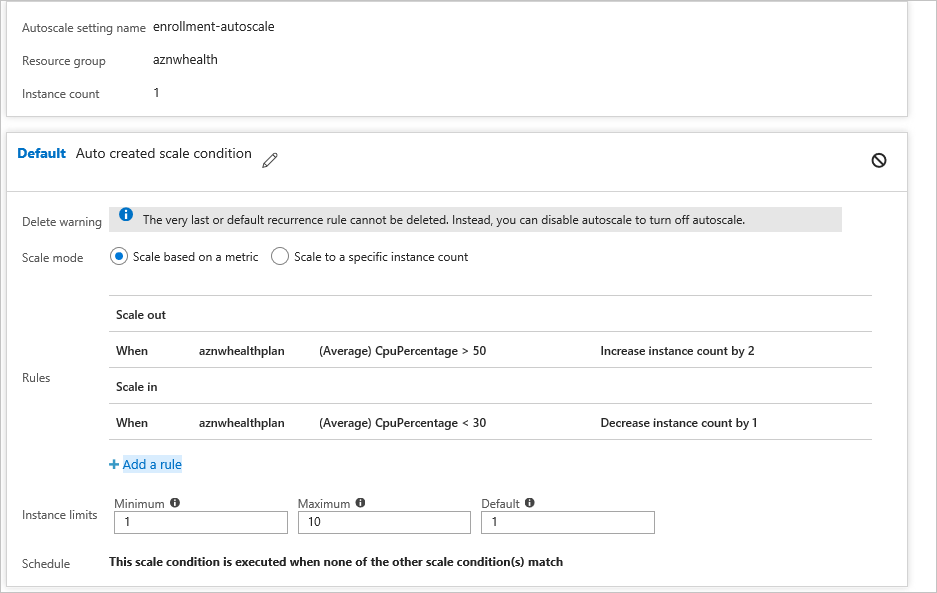 Autoscale setting name enrollment-autoscale
Resource group aznwhealth
Instance count 1
Default Auto created scale condition
Delete warning The very last or default recurrence rule cannot be deleted. Instead, you can disable autoscale to turn off autoscale.
Scale mode Scale based on a metric Scale to a specific instance count
Scale out
When aznwhealthplan (Average) CpuPercentage > 50 Increase instance count by 2
Rules
Scale in
When aznwhealthplan (Average) CpuPercentage < 30 Decrease instance count by 1
+ Add a rule
Minimum Maximum Default
Instance limits 1 10 1
Schedule This scale condition is executed when none of the other scale condition(s) match